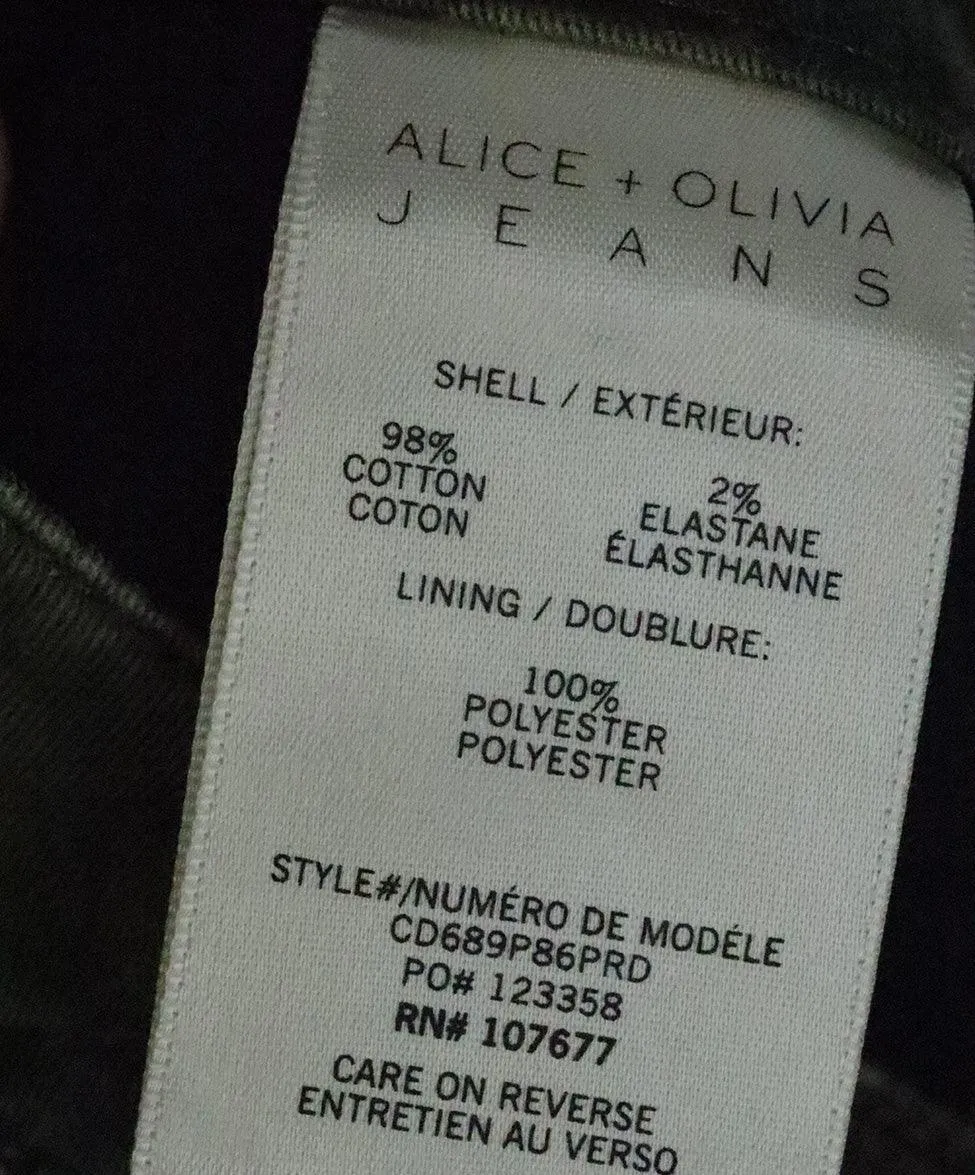 ALICE + OLIVIA
JEANS
SHELL / EXTÉRIEUR:
98%
COTTON
COTON
2%
ELASTANE
ÉLASTHANNE
LINING / DOUBLURE:
100%
POLYESTER
POLYESTER
STYLE#/NUMÉRO DE MODÉLE
CD689P86PRD
PO# 123358
RN# 107677
CARE ON REVERSE
ENTRETIEN AU VERSO